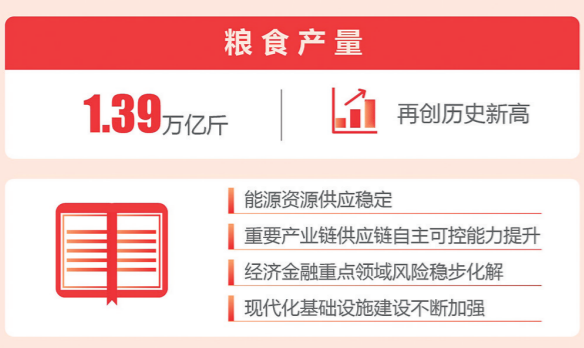 粮食产量
1.39万亿斤
再创历史新高
能源资源供应稳定
重要产业链供应链自主可控能力提升
经济金融重点领域风险稳步化解
现代化基础设施建设不断加强